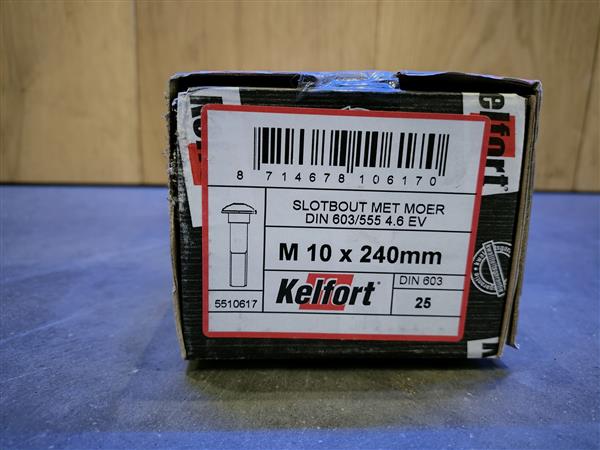 8 714678 106170
SLOTBOUT MET MOER
DIN 603/555 4.6 EV
M 10 x 240mm
5510617
Kelfort®
DIN 603
25
elfort